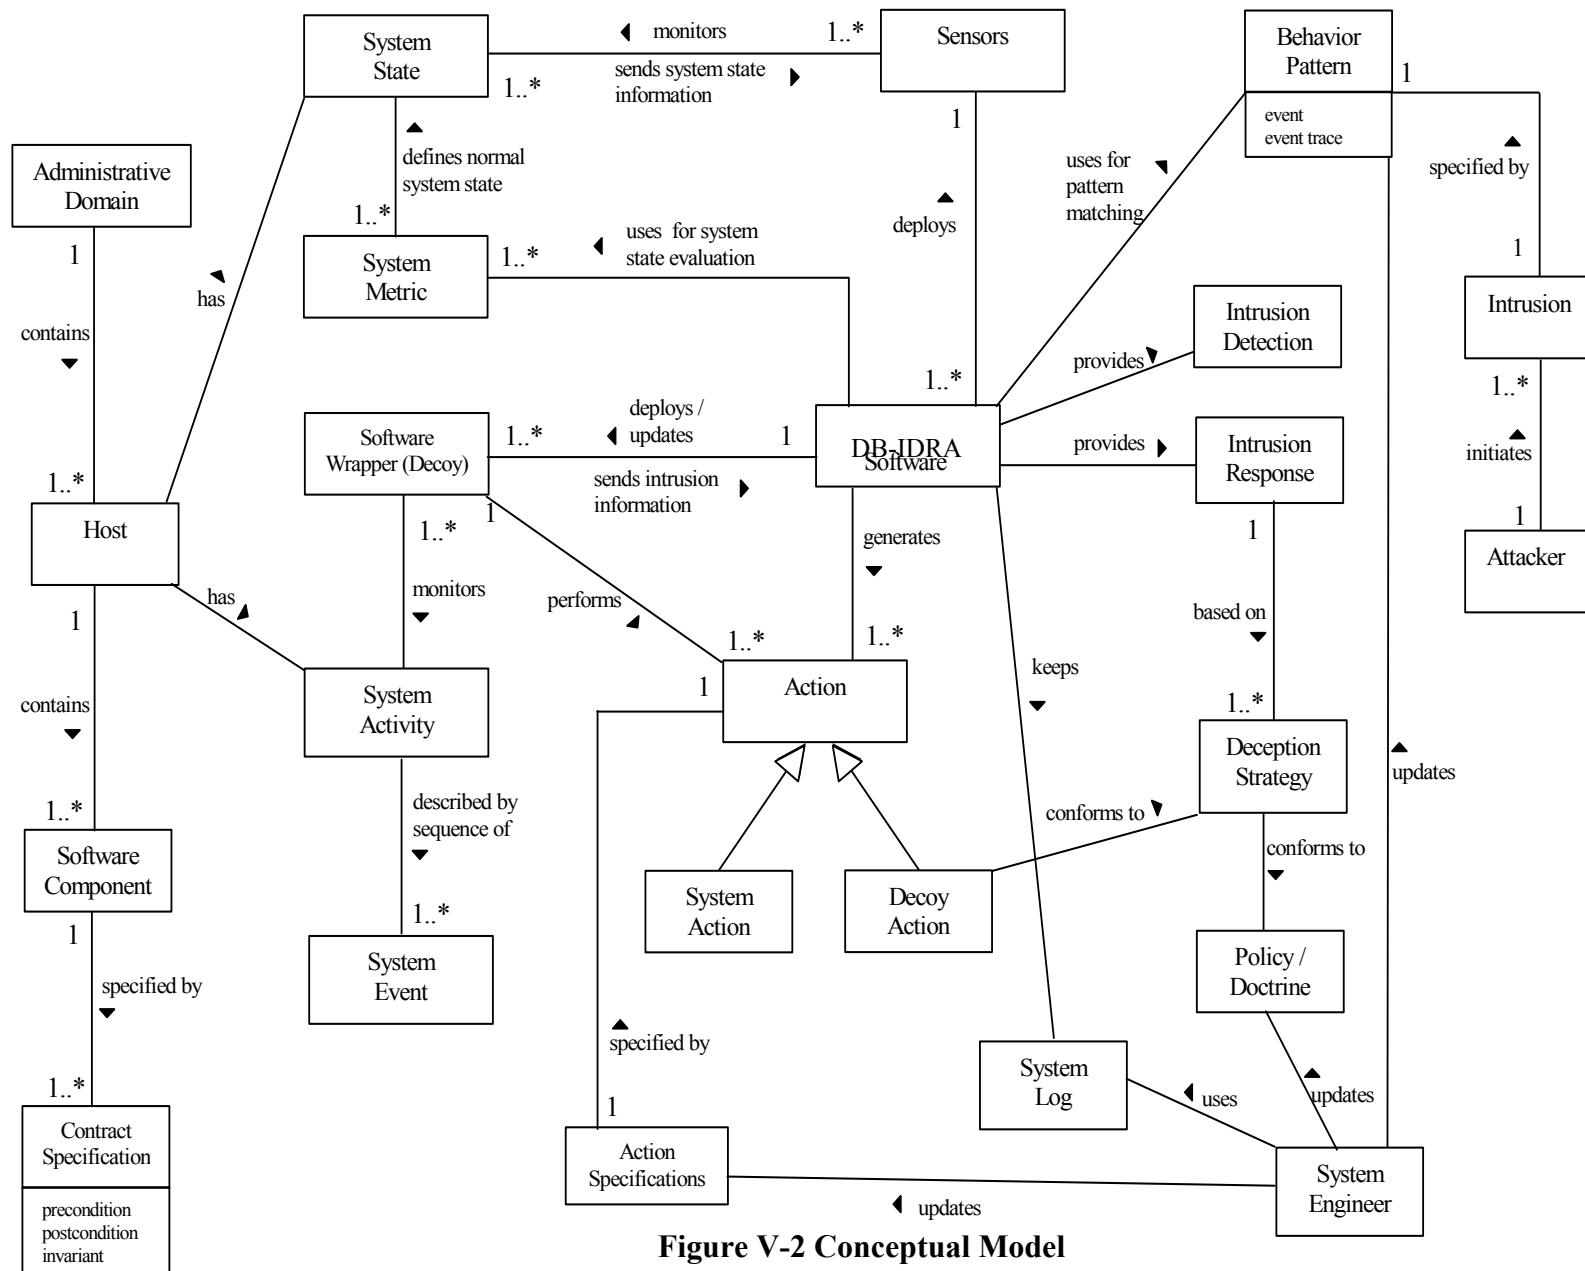 System
State
1..*
monitors
1..*
sends system state
information
Sensors
1
Behavior
Pattern
1
event
event trace
specified by
1
Intrusion
1..*
initiates
1
Attacker
Administrative
Domain
1
contains
1..*
Host
has
defines normal
system state
1..*
System
Metric
1..*
uses for system
state evaluation
deploys
1..*
uses for
pattern
matching
provides
Intrusion
Detection
Software
Wrapper (Decoy)
1..*
deploys /
updates
1
sends intrusion
information
DB-IDRA
Software
provides
Intrusion
Response
1
based on
1..*
1
1..*
monitors
performs
1..*
generates
1..*
keeps
has
1
contains
1..*
System
Activity
1
Action
Deception
Strategy
updates
described by
sequence of
1..*
System
Event
conforms to
conforms to
Software
Component
1
specified by
1..*
System
Action
Decoy
Action
Policy /
Doctrine
specified by
1
System
Log
uses
updates
Contract
Specification
precondition
postcondition
invariant
Action
Specifications
updates
System
Engineer
Figure V-2 Conceptual Model